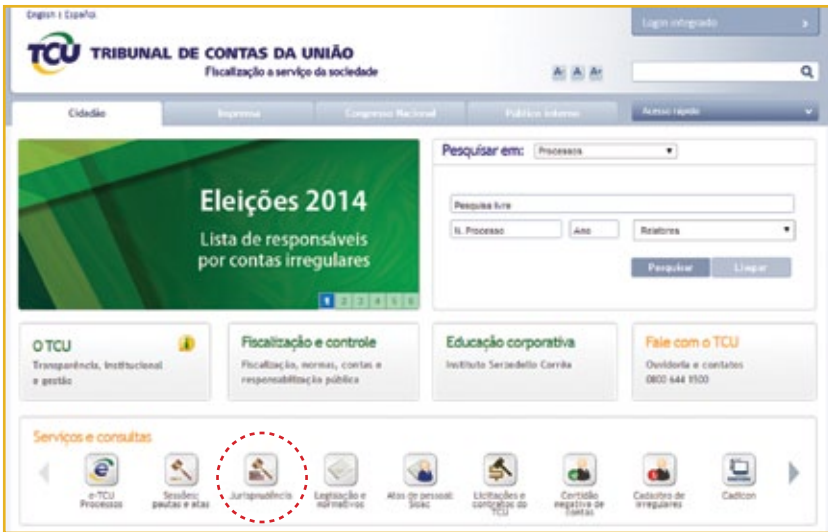 English | Español
Login integrado
TCU TRIBUNAL DE CONTAS DA UNIÃO
Fiscalização a serviço da sociedade
A- A A+
Cidadão Imprensa Congresso Nacional Público interno Acesso rápido
Pesquisar em: Processos
Eleições 2014
Lista de responsáveis
por contas irregulares
1 2 3 4 5 6
Pesquisa livre
N. Processo Ano Relatores
Pesquisar Limpar
O TCU
Transparência, institucional
e gestão
Fiscalização e controle
Fiscalização, normas, contas e
responsabilização pública
Educação corporativa
Instituto Serzedello Corrêa
Fale com o TCU
Ouvidoria e contatos
0800 644 1500
Serviços e consultas
e-TCU
Processos
Sessões:
pautas e atas
Jurisprudência
Legislação e
normativos
Atos de pessoal:
Sisac
Licitações e
contratos do
TCU
Certidão
negativa de
contas
Cadastro de
irregulares
Cadicon